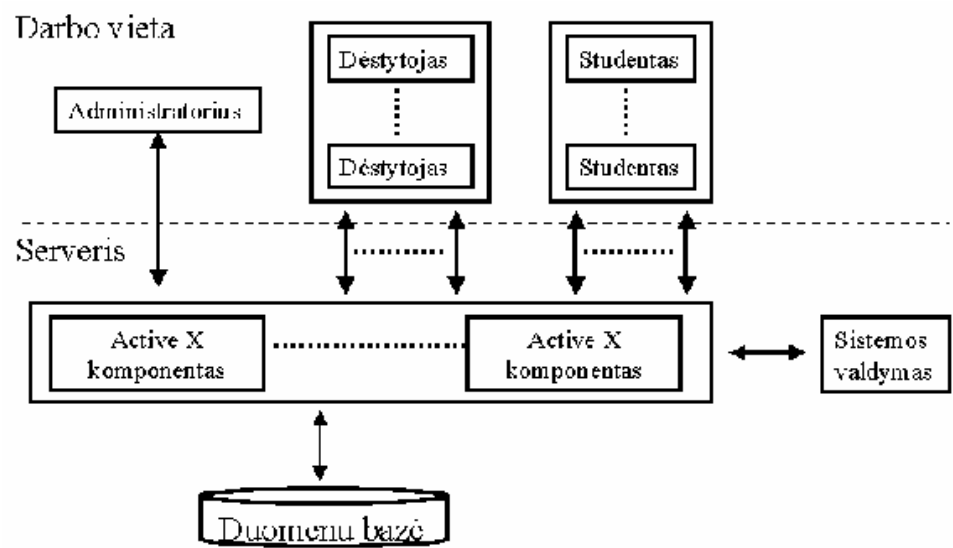 Darbo vieta
Administratorius
Dėstytojas
Dėstytojas
Studentas
Studentas
Serveris
Active X
komponentas
Active X
komponentas
Sistemos
valdymas
Duomenu bazė